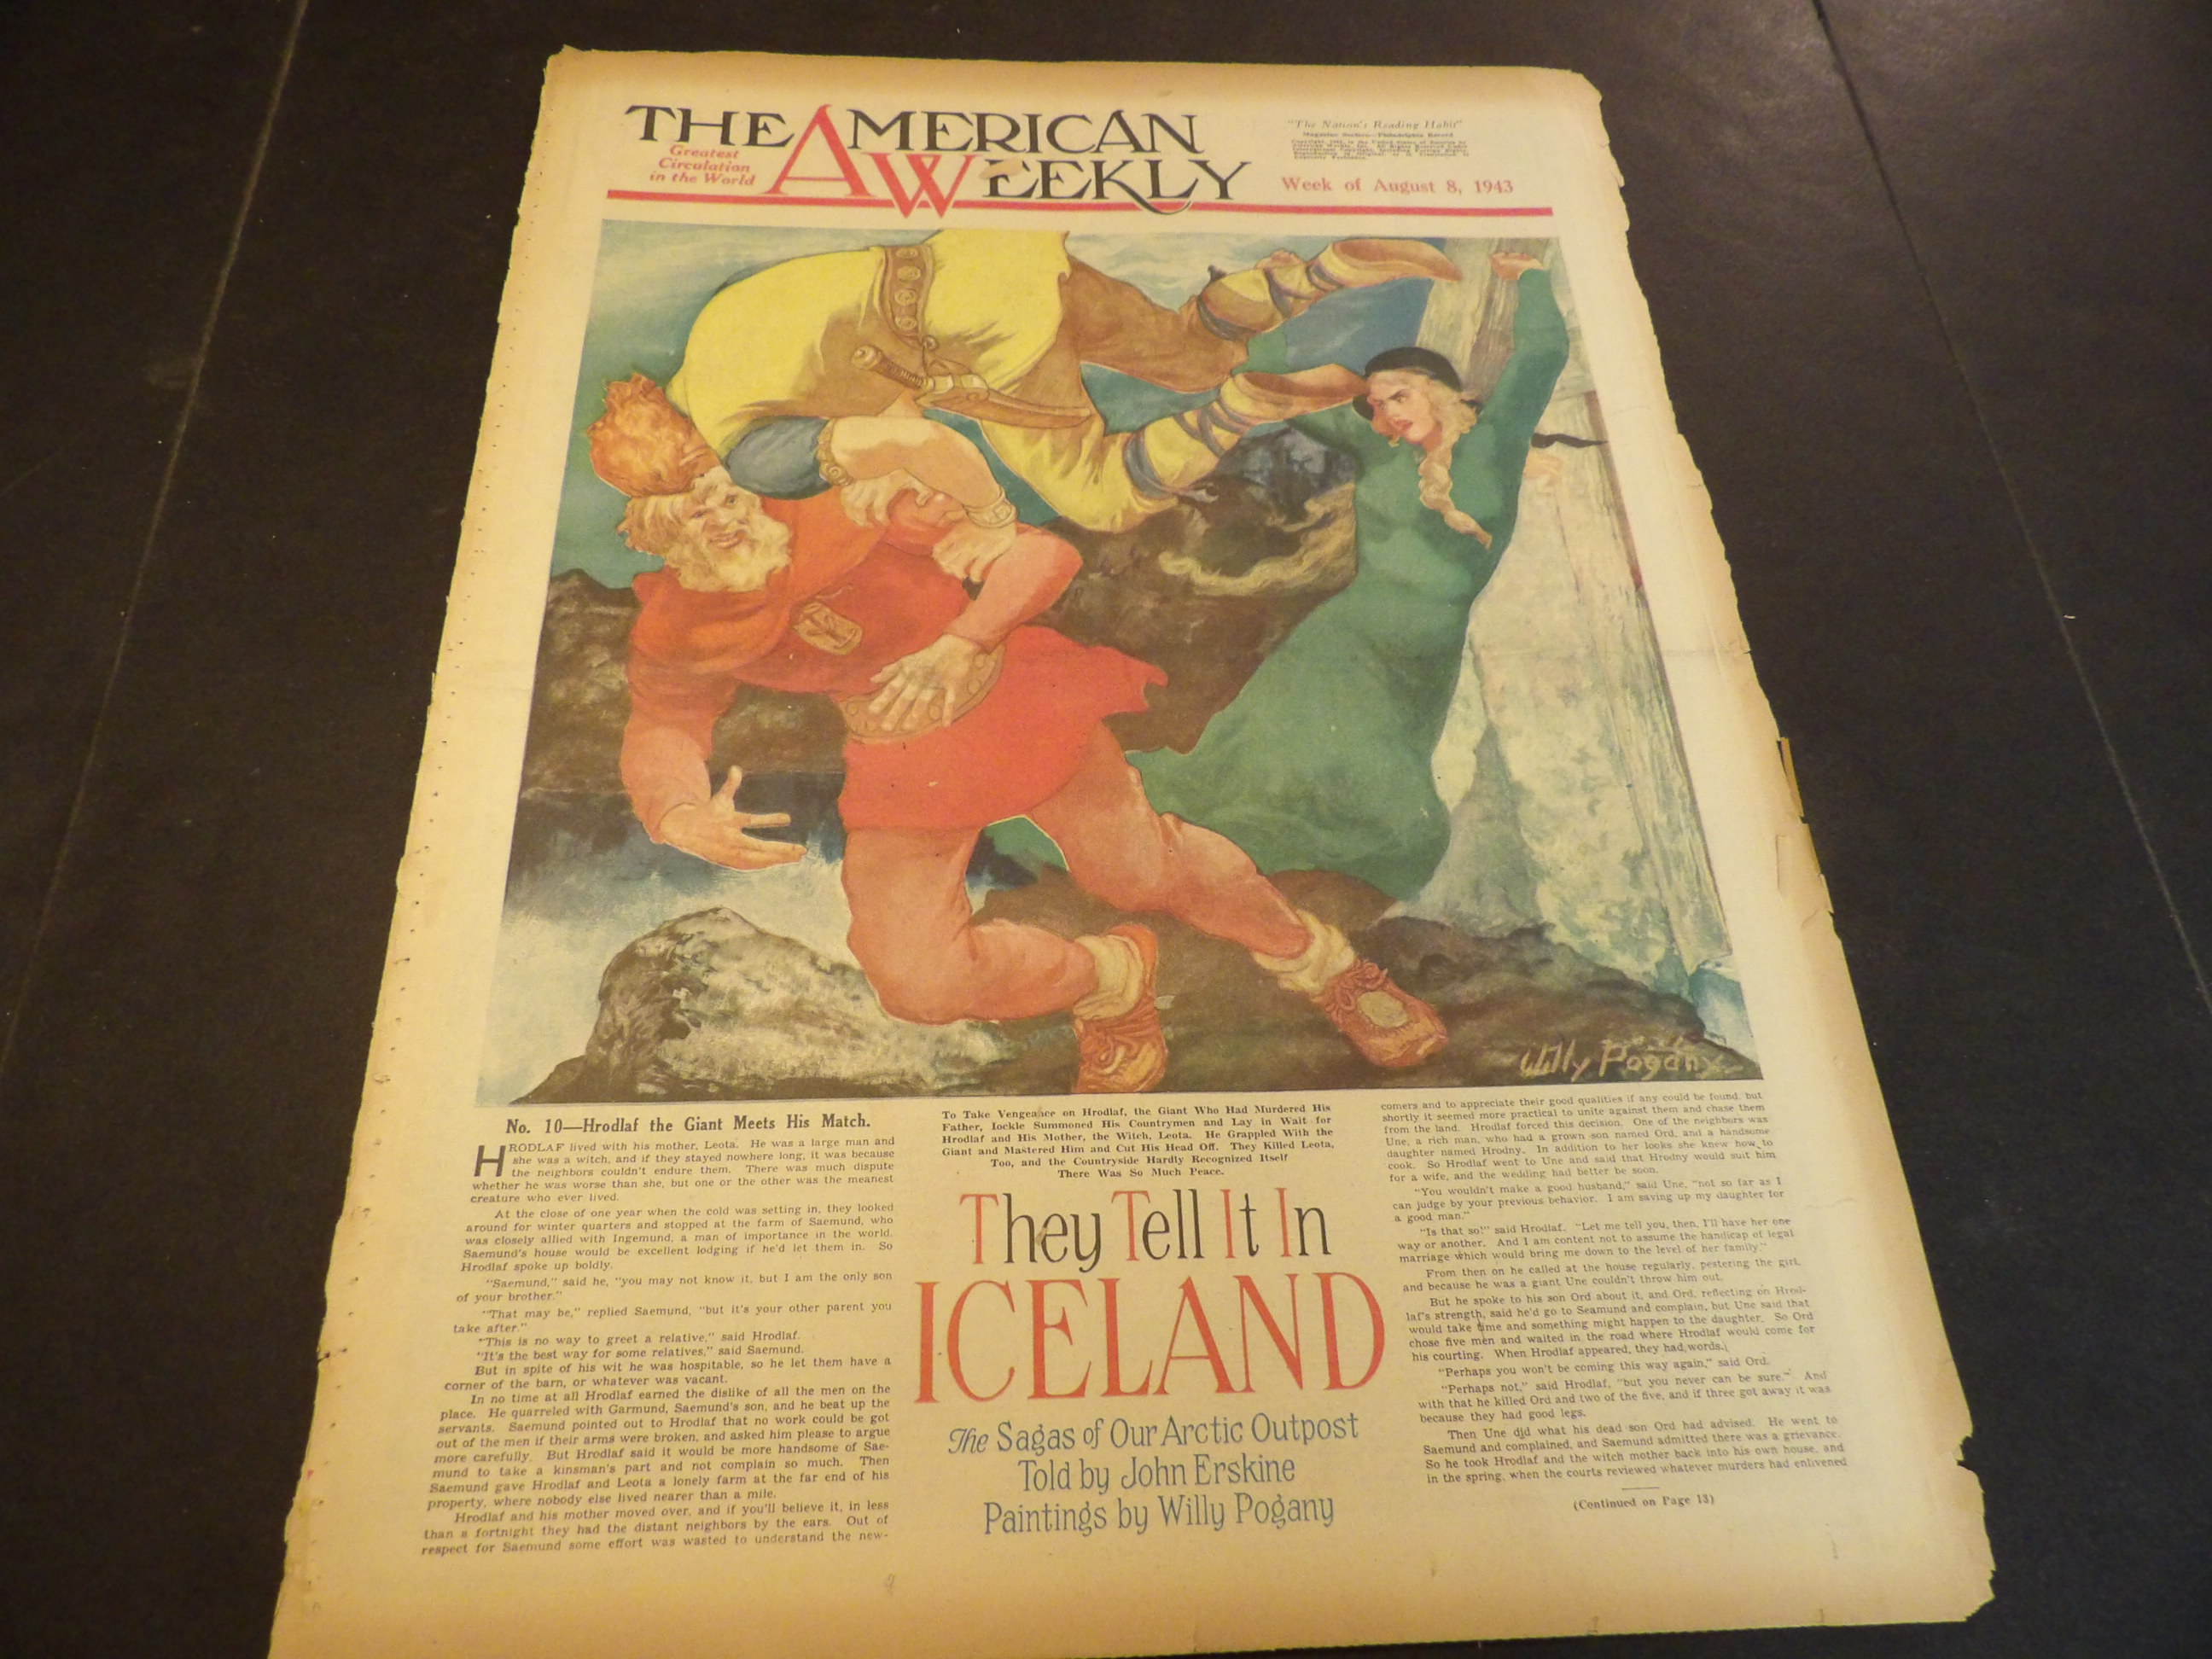 THE AMERICAN
WEEKLY
Greatest
Circulation
in the World
"The Nation's Reading Habit"
Magazine Section—Philadelphia Record
Week of August 8, 1943
Willy Pogany
No. 10—Hrodlaf the Giant Meets His Match.
HRODLAF lived with his mother, Leota. He was a large man and
she was a witch, and if they stayed nowhere long, it was because
the neighbors couldn't endure them. There was much dispute
whether he was worse than she, but one or the other was the meanest
creature who ever lived.
At the close of one year when the cold was setting in, they looked
around for winter quarters and stopped at the farm of Saemund, who
was closely allied with Ingemund, a man of importance in the world.
Saemund's house would be excellent lodging if he'd let them in. So
Hrodlaf spoke up boldly.
"Saemund," said he, "you may not know it, but I am the only son
of your brother."
"That may be," replied Saemund, "but it's your other parent you
take after."
"This is no way to greet a relative," said Hrodlaf.
"It's the best way for some relatives," said Saemund.
But in spite of his wit he was hospitable, so he let them have a
corner of the barn, or whatever was vacant.
In no time at all Hrodlaf earned the dislike of all the men on the
place. He quarreled with Garmund, Saemund's son, and he beat up the
servants. Saemund pointed out to Hrodlaf that no work could be got
out of the men if their arms were broken, and asked him please to argue
more carefully. But Hrodlaf said it would be more handsome of Sae-
mund to take a kinsman's part and not complain so much. Then
Saemund gave Hrodlaf and Leota a lonely farm at the far end of his
property, where nobody else lived nearer than a mile.
Hrodlaf and his mother moved over, and if you'll believe it, in less
than a fortnight they had the distant neighbors by the ears. Out of
respect for Saemund some effort was wasted to understand the new-
To Take Vengeance on Hrodlaf, the Giant Who Had Murdered His
Father, Iockle Summoned His Countrymen and Lay in Wait for
Hrodlaf and His Mother, the Witch, Leota. He Grappled With the
Giant and Mastered Him and Cut His Head Off. They Killed Leota,
Too, and the Countryside Hardly Recognized Itself
There Was So Much Peace.
They Tell It In
ICELAND
The Sagas of Our Arctic Outpost
Told by John Erskine
Paintings by Willy Pogany
comers and to appreciate their good qualities if any could be found, but
shortly it seemed more practical to unite against them and chase them
from the land. Hrodlaf forced this decision. One of the neighbors was
Une, a rich man, who had a grown son named Ord, and a handsome
daughter named Hrodny. In addition to her looks she knew how to
cook. So Hrodlaf went to Une and said that Hrodny would suit him
for a wife, and the wedding had better be soon.
"You wouldn't make a good husband," said Une, "not so far as I
can judge by your previous behavior. I am saving up my daughter for
a good man."
"Is that so!" said Hrodlaf. "Let me tell you, then, I'll have her one
way or another. And I am content not to assume the handicap of legal
marriage which would bring me down to the level of her family."
From then on he called at the house regularly, pestering the girl,
and because he was a giant Une couldn't throw him out.
But he spoke to his son Ord about it, and Ord, reflecting on Hrod-
laf's strength, said he'd go to Seamund and complain, but Une said that
would take time and something might happen to the daughter. So Ord
chose five men and waited in the road where Hrodlaf would come for
his courting. When Hrodlaf appeared, they had words.
"Perhaps you won't be coming this way again," said Ord.
"Perhaps not," said Hrodlaf, "but you never can be sure." And
with that he killed Ord and two of the five, and if three got away it was
because they had good legs.
Then Une did what his dead son Ord had advised. He went to
Saemund and complained, and Saemund admitted there was a grievance.
So he took Hrodlaf and the witch mother back into his own house, and
in the spring, when the courts reviewed whatever murders had enlivened
(Continued on Page 13)